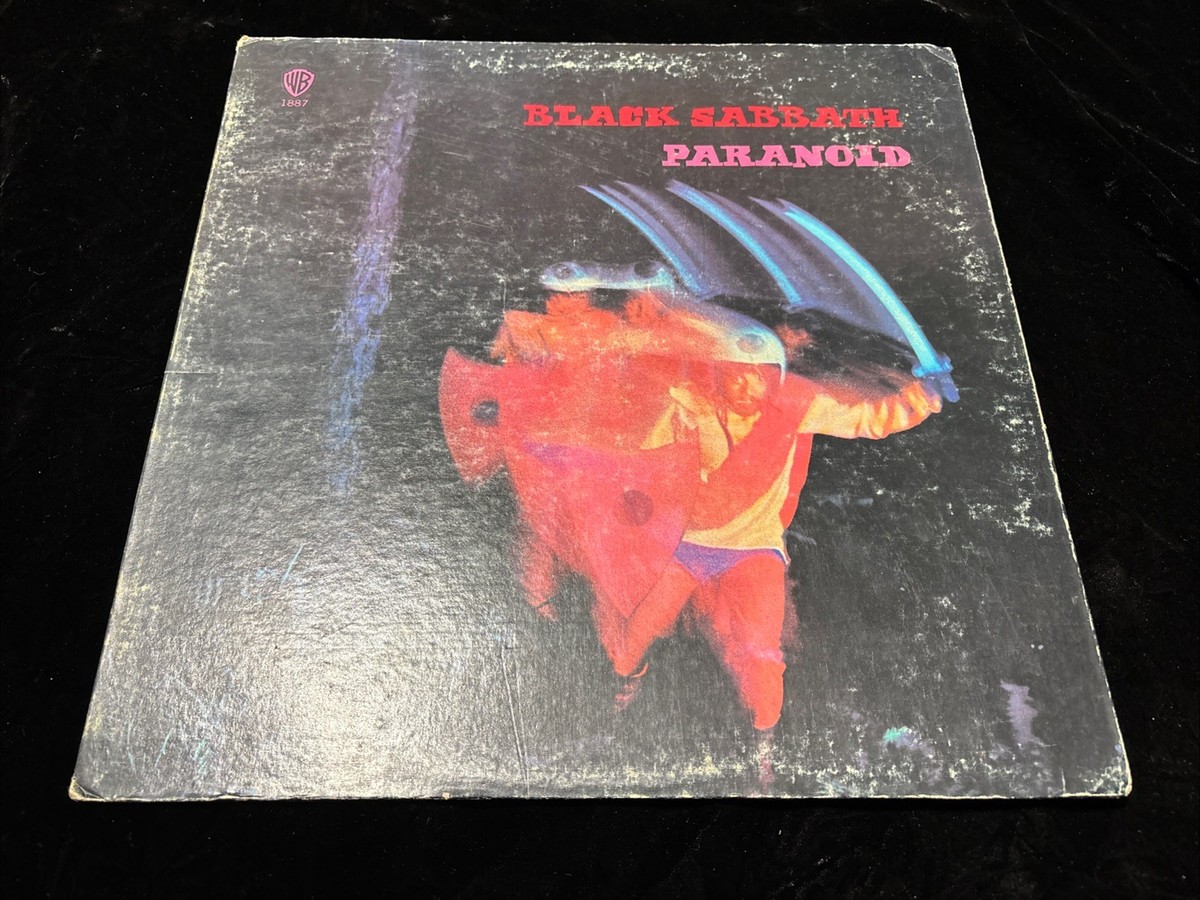 WB
1887
BLACK SABBATH
PARANOID